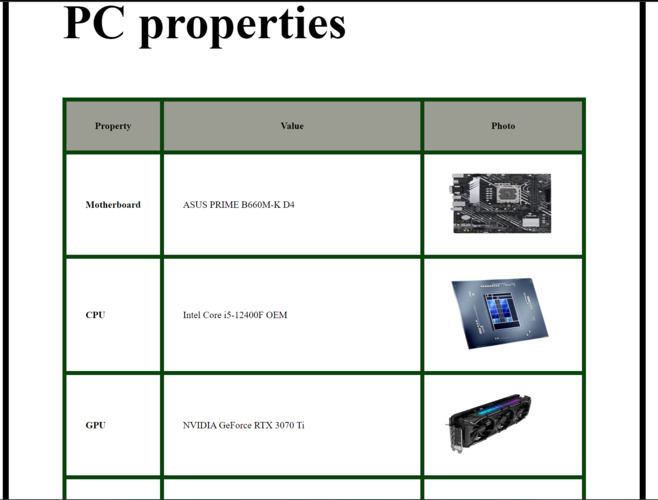 PC properties
Property Value Photo
Motherboard ASUS PRIME B660M-K D4
CPU Intel Core i5-12400F OEM
GPU NVIDIA GeForce RTX 3070 Ti